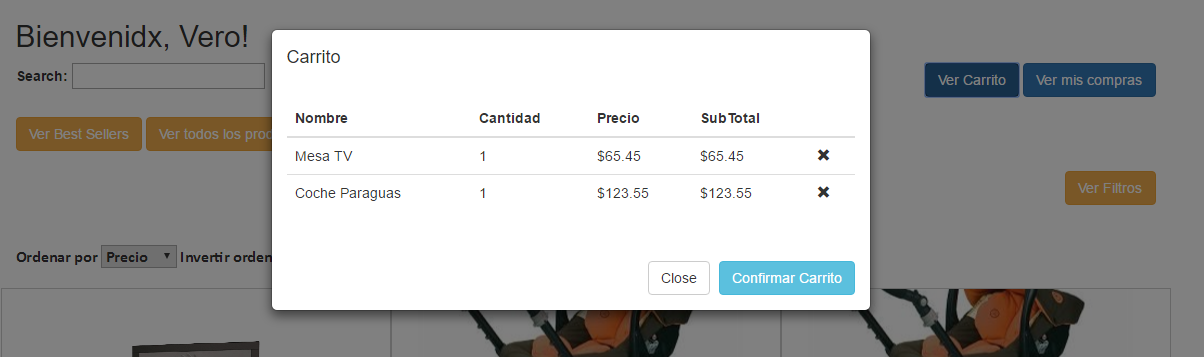 Bienvenidx, Vero!
Search:
Ver Carrito Ver mis compras
Ver Best Sellers Ver todos los
Ver Filtros
Ordenar por Precio Invertir orden
Carrito
Nombre Cantidad Precio SubTotal
Mesa TV 1 $65.45 $65.45 ✖
Coche Paraguas 1 $123.55 $123.55 ✖
Close Confirmar Carrito